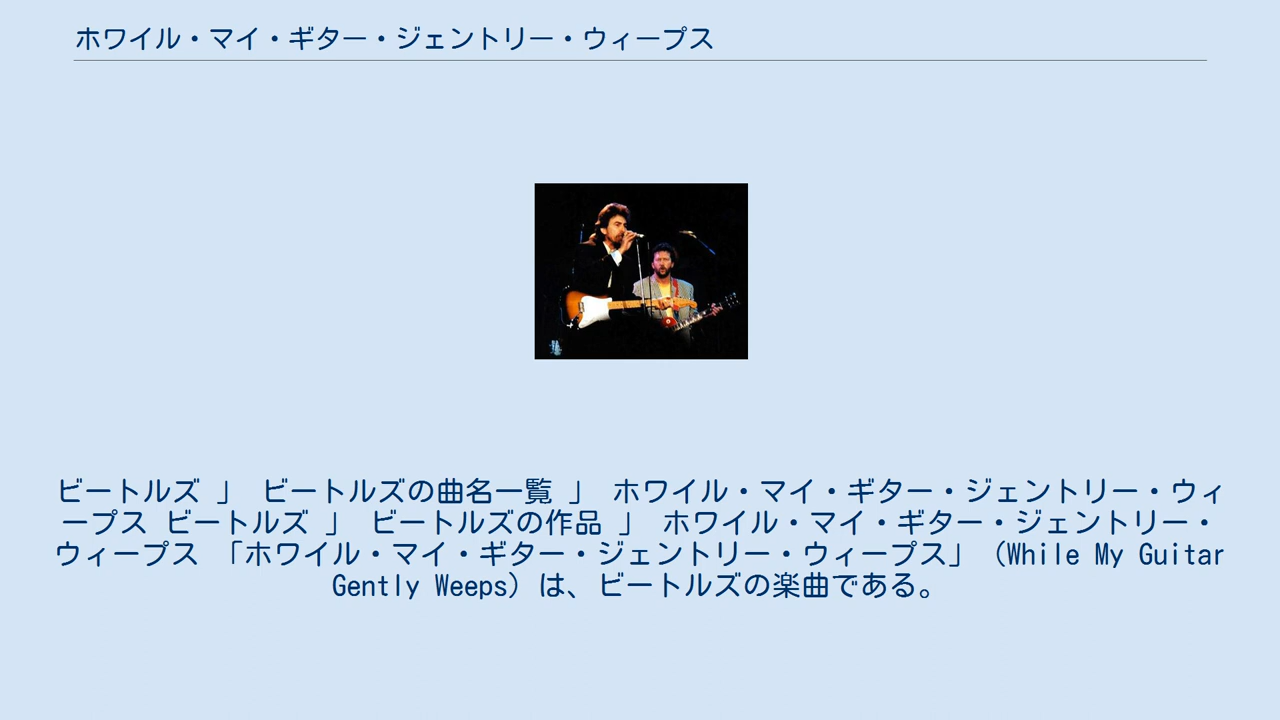 ホワイル・マイ・ギター・ジェントリー・ウィープス
ビートルズ 」 ビートルズの曲名一覧 」 ホワイル・マイ・ギター・ジェントリー・ウィ
ープス ビートルズ 」 ビートルズの作品 」 ホワイル・マイ・ギター・ジェントリー・
ウィープス 「ホワイル・マイ・ギター・ジェントリー・ウィープス」（While My Guitar
Gently Weeps）は、ビートルズの楽曲である。